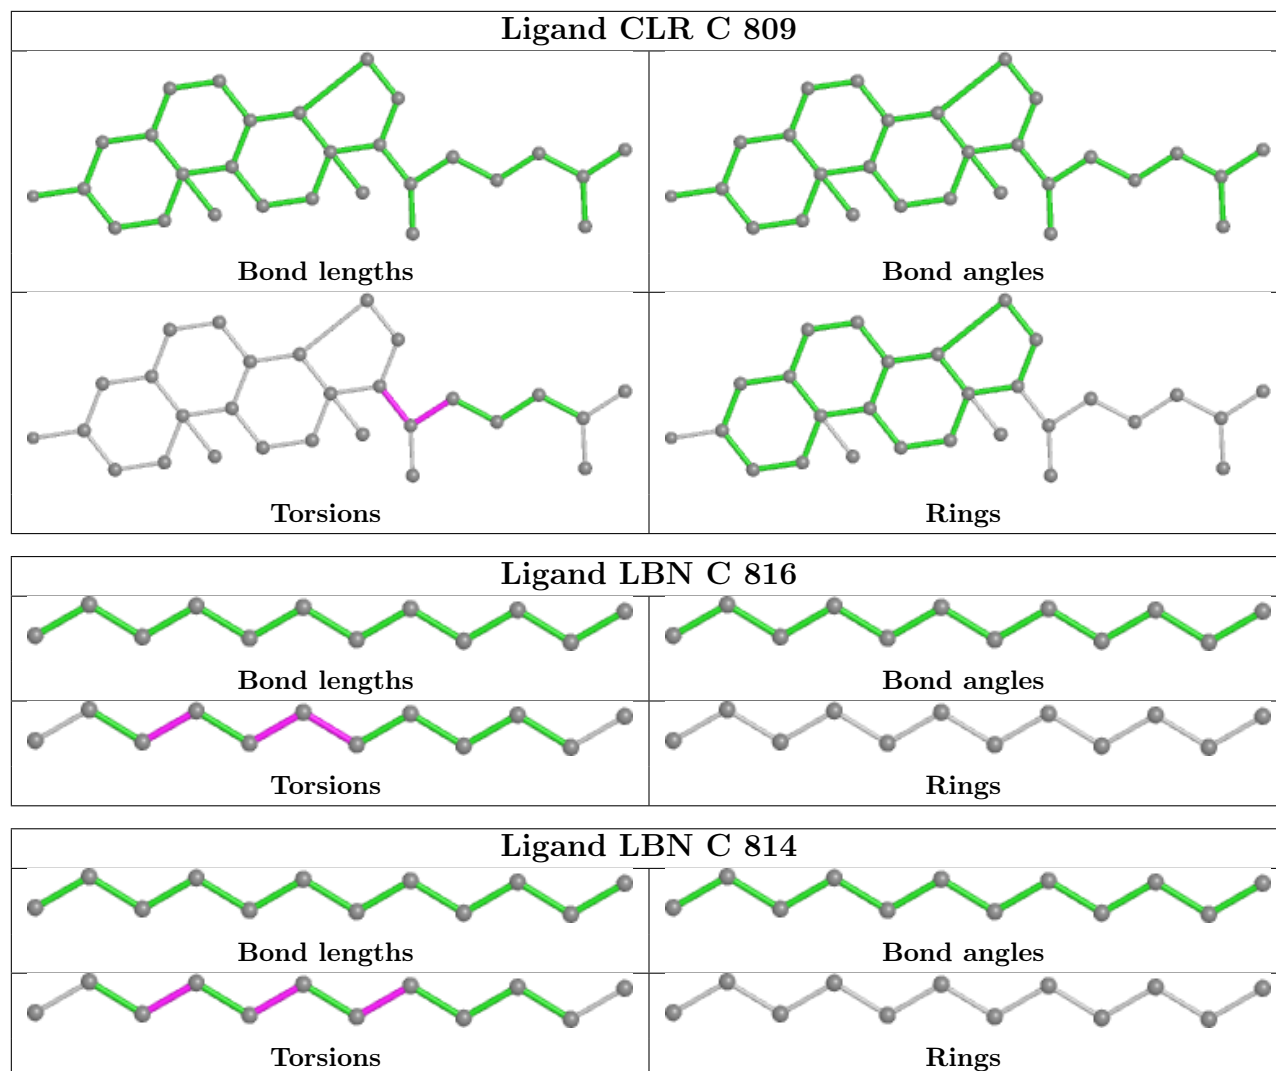 Ligand CLR C 809
Bond lengths
Bond angles
Torsions
Rings
Ligand LBN C 816
Bond lengths
Bond angles
Torsions
Rings
Ligand LBN C 814
Bond lengths
Bond angles
Torsions
Rings